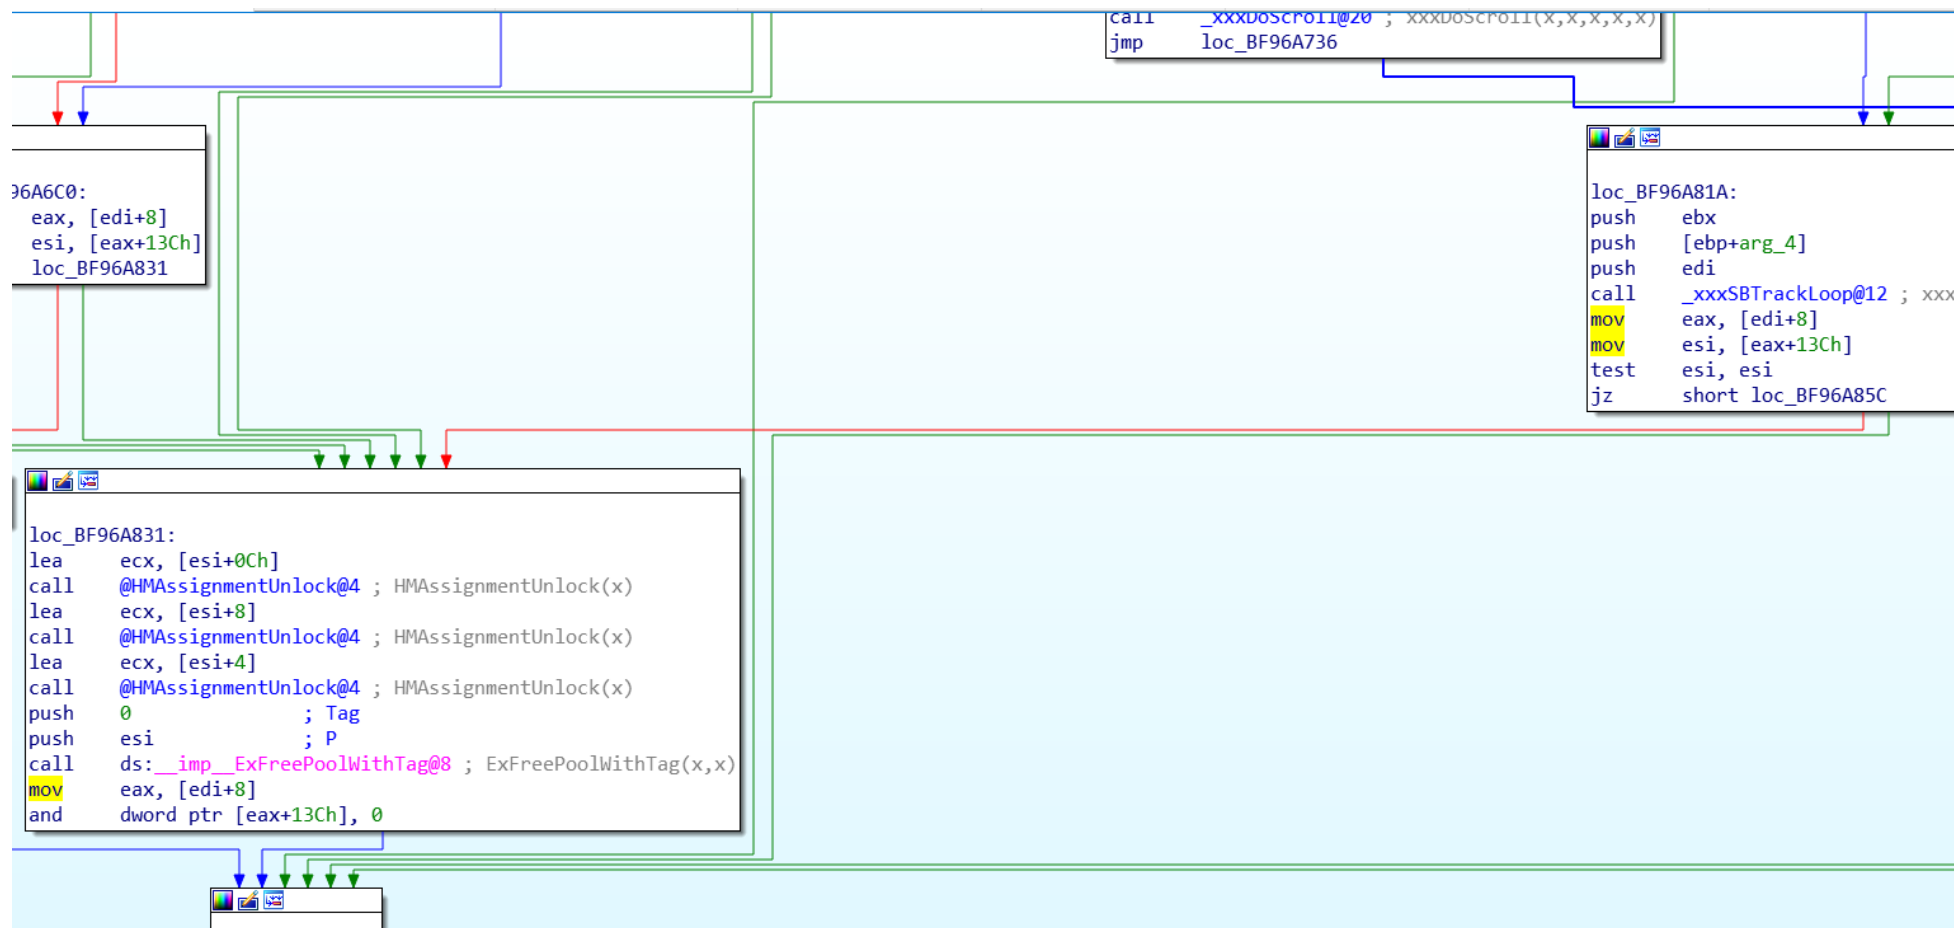 call _xxxDoScroll@20 ; xxxDoScroll(x,x,x,x,x)
jmp loc_BF96A736
96A6C0:
eax, [edi+8]
esi, [eax+13Ch]
loc_BF96A831
loc_BF96A81A:
push ebx
push [ebp+arg_4]
push edi
call _xxxSBTrackLoop@12 ; xxx
mov eax, [edi+8]
mov esi, [eax+13Ch]
test esi, esi
jz short loc_BF96A85C
loc_BF96A831:
lea ecx, [esi+0Ch]
call @HMAssignmentUnlock@4 ; HMAssignmentUnlock(x)
lea ecx, [esi+8]
call @HMAssignmentUnlock@4 ; HMAssignmentUnlock(x)
lea ecx, [esi+4]
call @HMAssignmentUnlock@4 ; HMAssignmentUnlock(x)
push 0 ; Tag
push esi ; P
call ds:__imp__ExFreePoolWithTag@8 ; ExFreePoolWithTag(x,x)
mov eax, [edi+8]
and dword ptr [eax+13Ch], 0